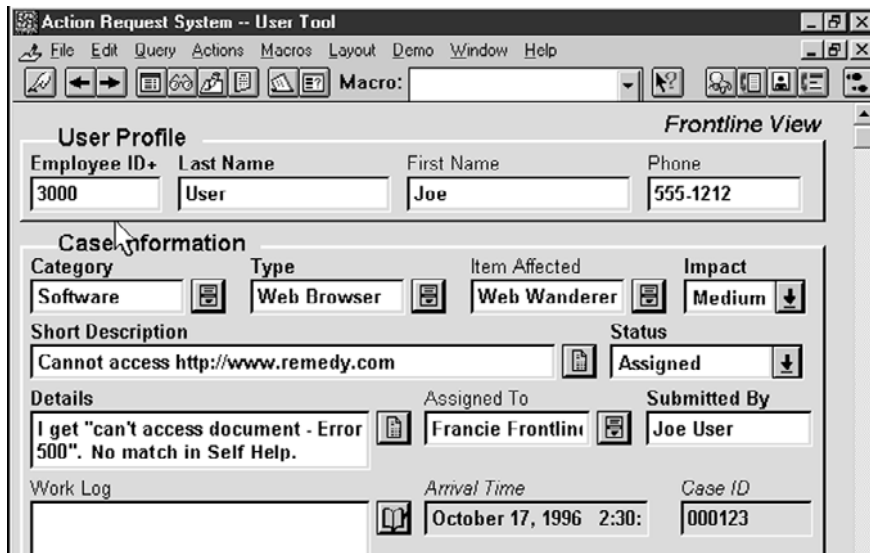 Action Request System -- User Tool
File Edit Query Actions Macros Layout Demo Window Help
Macro:
Frontline View
User Profile
Employee ID+ Last Name First Name Phone
3000 User Joe 555-1212
Case Information
Category Type Item Affected Impact
Software Web Browser Web Wanderer Medium
Short Description Status
Cannot access http://www.remedy.com Assigned
Details Assigned To Submitted By
I get "can't access document - Error Francie Frontline Joe User
500". No match in Self Help.
Work Log Arrival Time Case ID
October 17, 1996 2:30: 000123